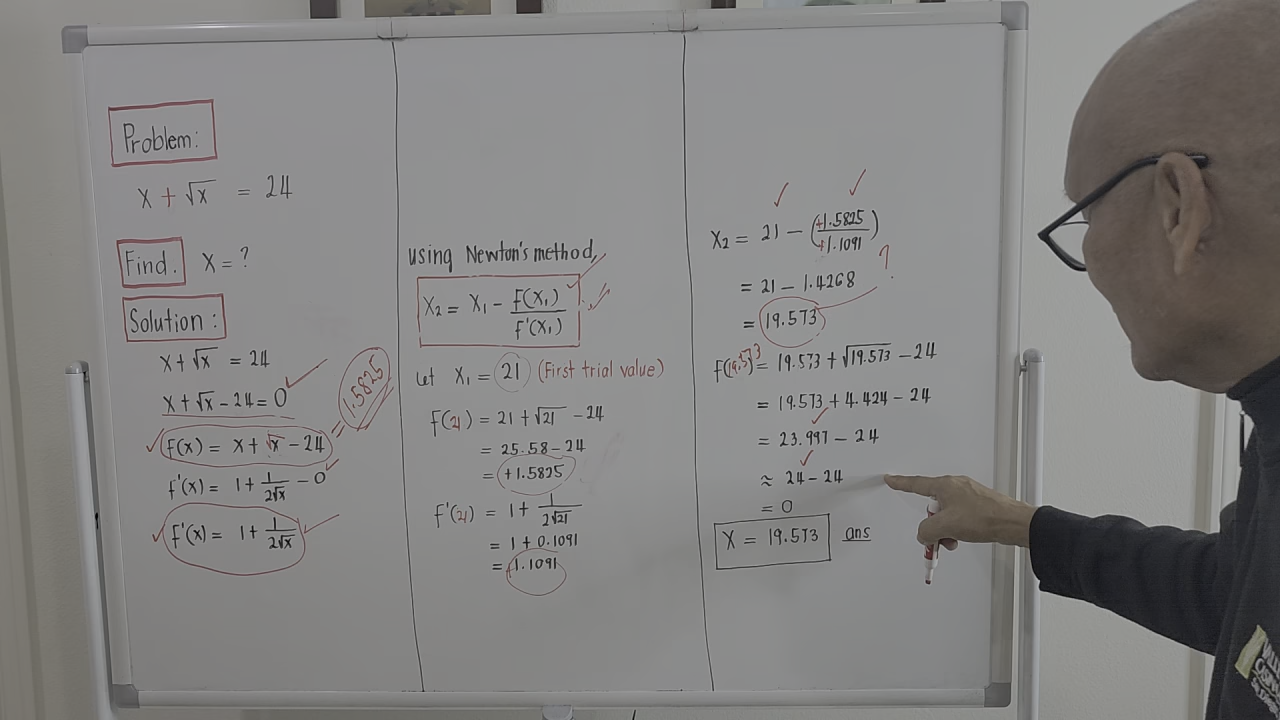 Problem:
x + √x = 24
Find. x = ?
Solution:
x + √x = 24
x + √x - 24 = 0
f(x) = x + √x - 24 = 1.5825
f'(x) = 1 + 1/2√x - 0
f'(x) = 1 + 1/2√x
using Newton's method,
x₂ = x₁ - f(x₁)/f'(x₁)
Let x₁ = 21 (First trial value)
f(21) = 21 + √21 - 24
= 25.58 - 24
= +1.5825
f'(21) = 1 + 1/2√21
= 1 + 0.1091
= +1.1091
x₂ = 21 - (+1.5825/+1.1091)
= 21 - 1.4268 ?
= 19.573
f(19.573) = 19.573 + √19.573 - 24
= 19.573 + 4.424 - 24
= 23.997 - 24
≈ 24 - 24
= 0
x = 19.573 ans